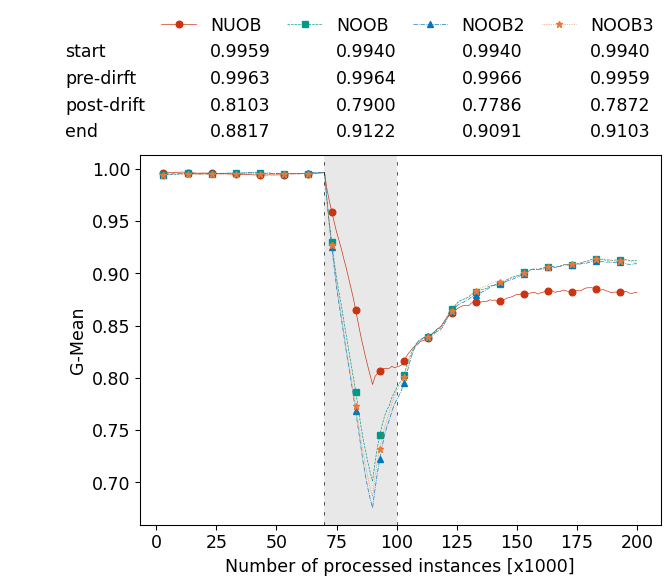 NUOB NOOB NOOB2 NOOB3
start 0.9959 0.9940 0.9940 0.9940
pre-dirft 0.9963 0.9964 0.9966 0.9959
post-drift 0.8103 0.7900 0.7786 0.7872
end 0.8817 0.9122 0.9091 0.9103
1.00
0.95
0.90
0.85
0.80
0.75
0.70
G-Mean
0 25 50 75 100 125 150 175 200
Number of processed instances [x1000]